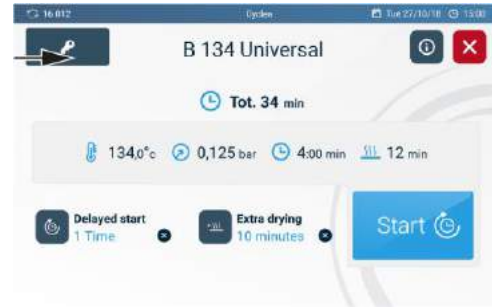 16 012
Cycles
Tue 27/10/18
15:00
B 134 Universal
Tot. 34 min
134,0°c
0,125 bar
4:00 min
12 min
Delayed start
1 Time
Extra drying
10 minutes
Start